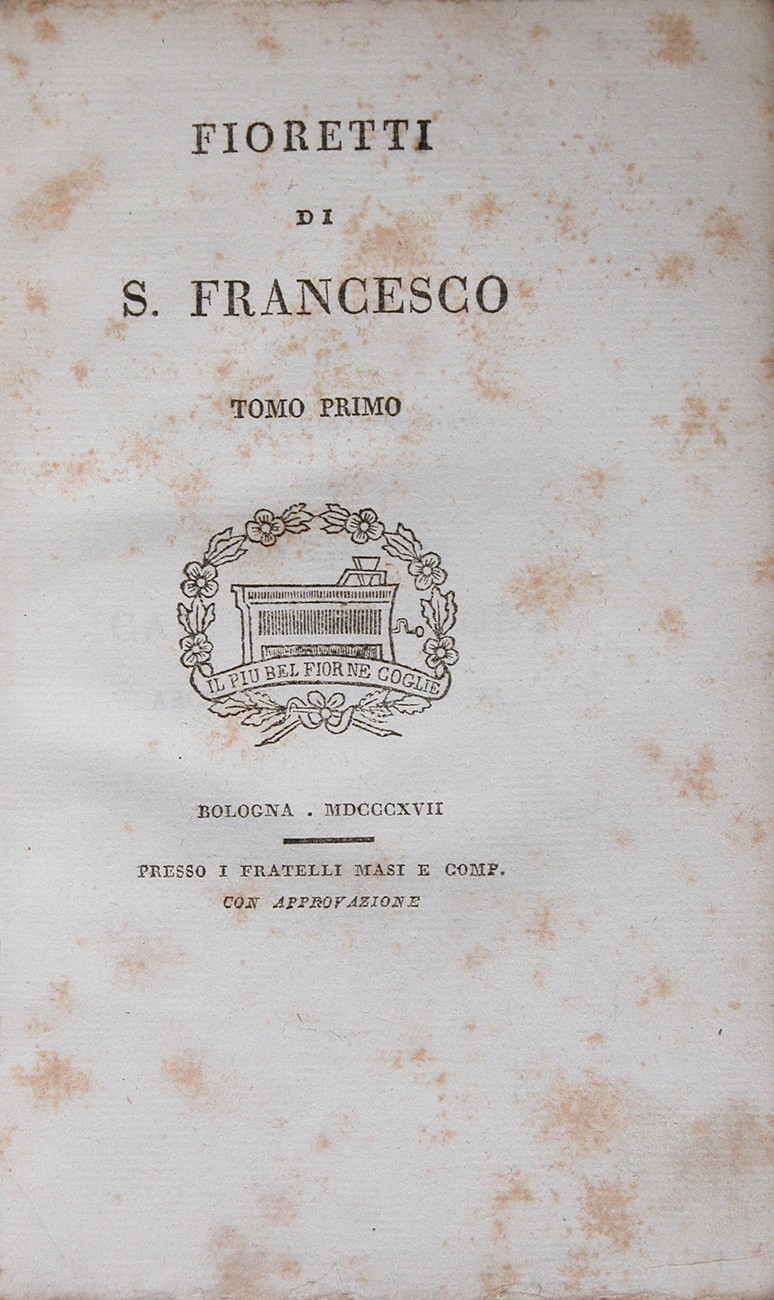 FIORETTI
DI
S. FRANCESCO
TOMO PRIMO
IL PIU BEL FIOR NE COGLIE
BOLOGNA . MDCCCXVII
PRESSO I FRATELLI MASI E COMP.
CON APPROVAZIONE